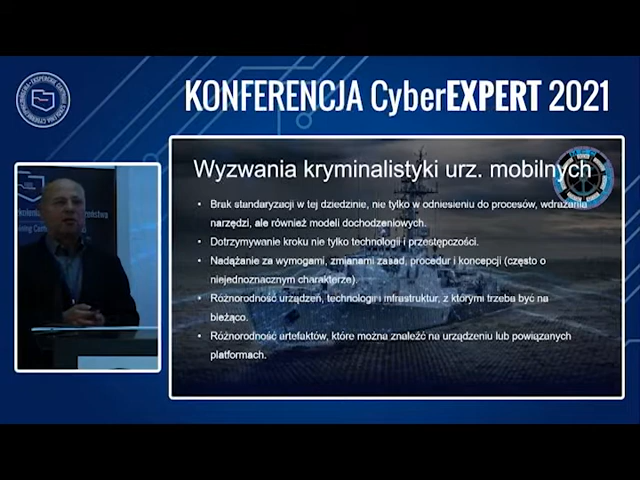 KONFERENCJA CyberEXPERT 2021
Wyzwania kryminalistyki urz. mobilnych
• Brak standaryzacji w tej dziedzinie, nie tylko w odniesieniu do procesów, wdrażania
narzędzi, ale również modeli dochodzeniowych.
• Dotrzymywanie kroku nie tylko technologii i przestępczości.
• Nadążanie za wymogami, zmianami zasad, procedur i koncepcji (często o
niejednoznacznym charakterze).
• Różnorodność urządzeń, technologii i infrastruktur, z którymi trzeba być na
bieżąco.
• Różnorodność artefaktów, które można znaleźć na urządzeniu lub powiązanych
platformach.